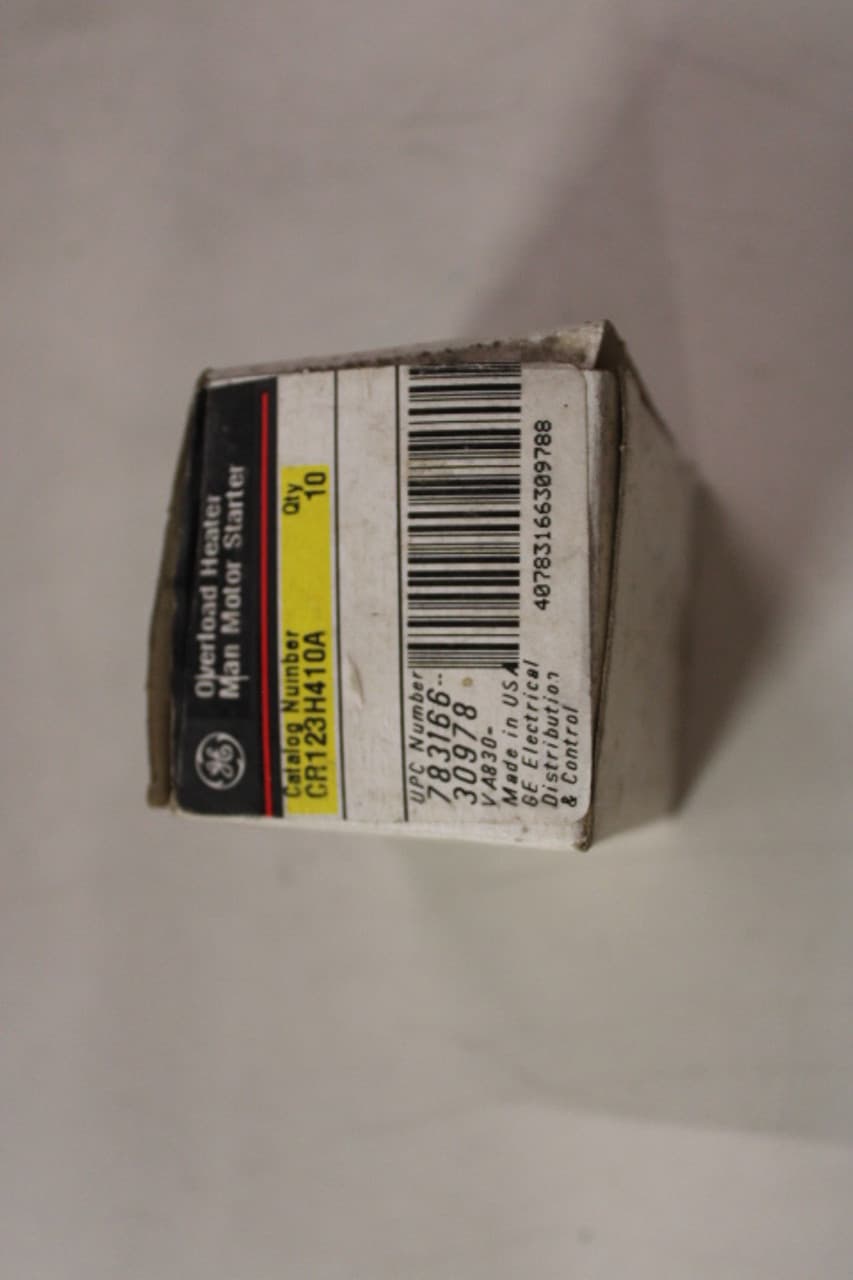 GE
Overload Heater
Man Motor Starter
Catalog Number Qty
CR123H410A 10
UPC Number
783166--
30978
VA830-
Made in USA
GE Electrical
Distribution
& Control
40783166309788